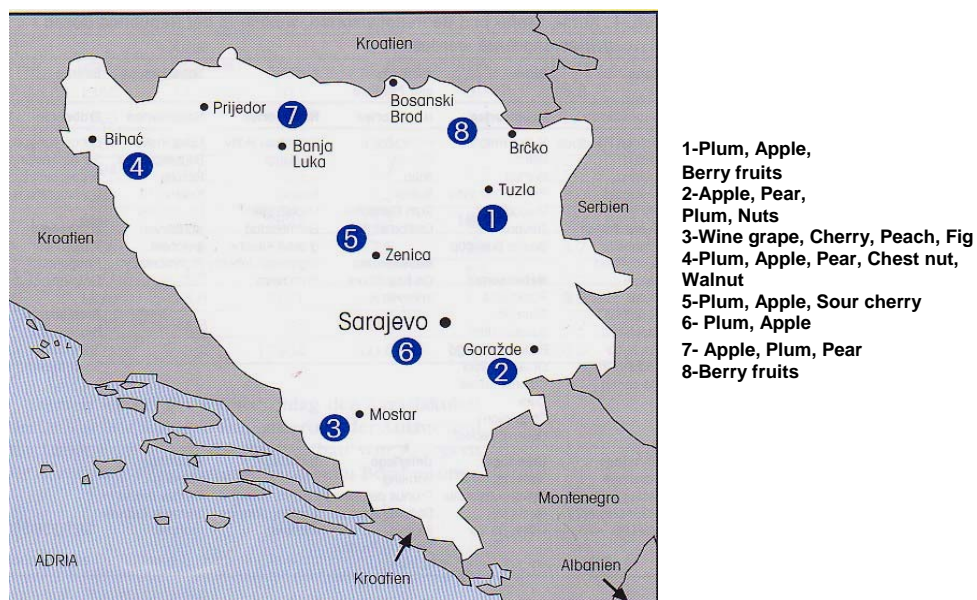 Kroatien
Prijedor
7
Bosanski
Brod
8
Bihać
4
Banja
Luka
Brčko
Tuzla
1
Serbien
Kroatien
5
Zenica
Sarajevo
6
Goražde
2
3
Mostar
Montenegro
ADRIA
Kroatien
Albanien
1-Plum, Apple,
Berry fruits
2-Apple, Pear,
Plum, Nuts
3-Wine grape, Cherry, Peach, Fig
4-Plum, Apple, Pear, Chest nut,
Walnut
5-Plum, Apple, Sour cherry
6- Plum, Apple
7- Apple, Plum, Pear
8-Berry fruits